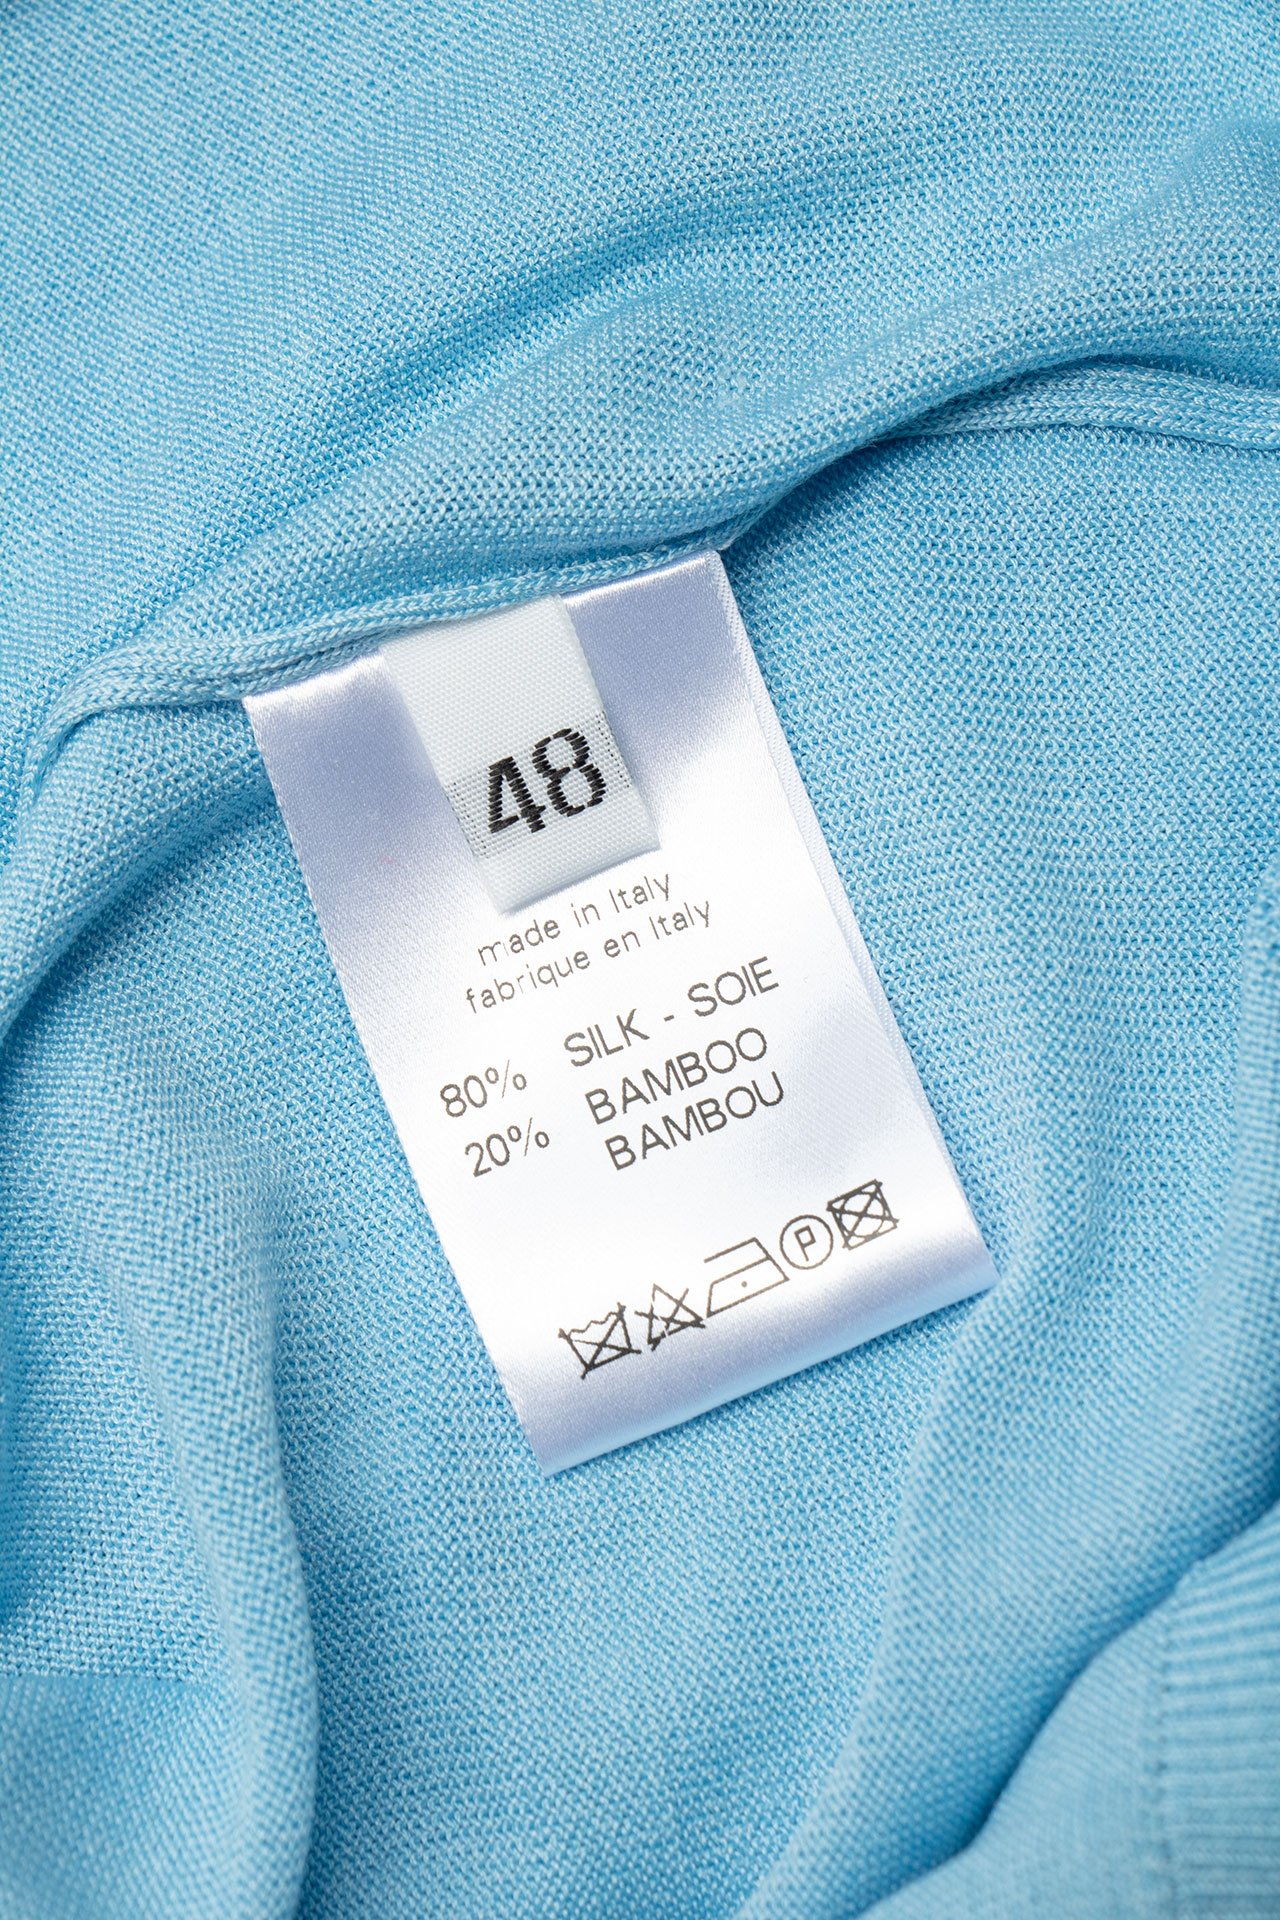 48
made in Italy
fabrique en Italy
80% SILK - SOIE
20% BAMBOO
BAMBOU
P